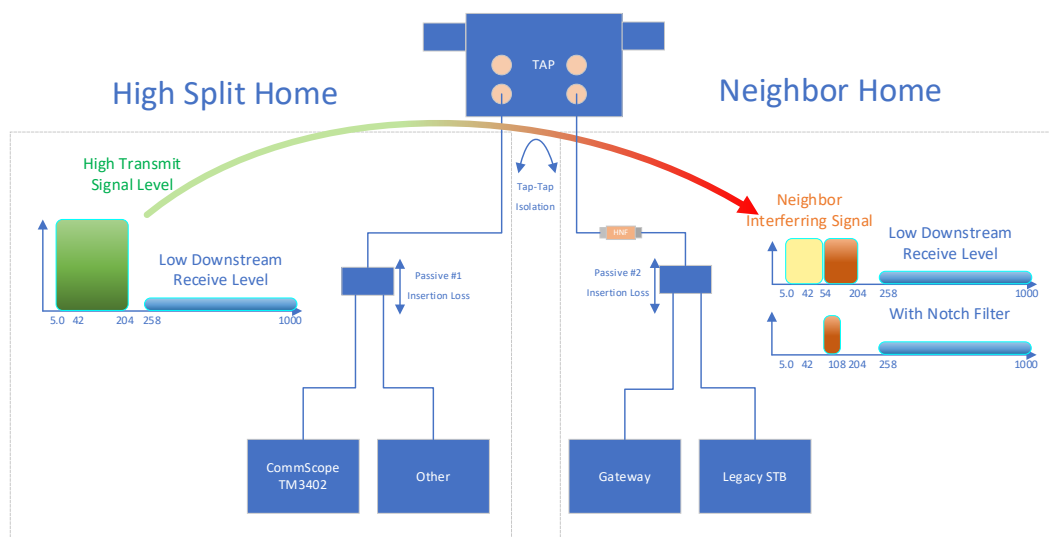 TAP
High Split Home
Neighbor Home
High Transmit
Signal Level
Low Downstream
Receive Level
5.0 42 204 258 1000
Tap-Tap
Isolation
Passive #1
Insertion Loss
HNF
Passive #2
Insertion Loss
Neighbor
Interferring Signal
Low Downstream
Receive Level
5.0 42 54 204 258 1000
With Notch Filter
5.0 42 108 204 258 1000
CommScope
TM3402
Other
Gateway
Legacy STB